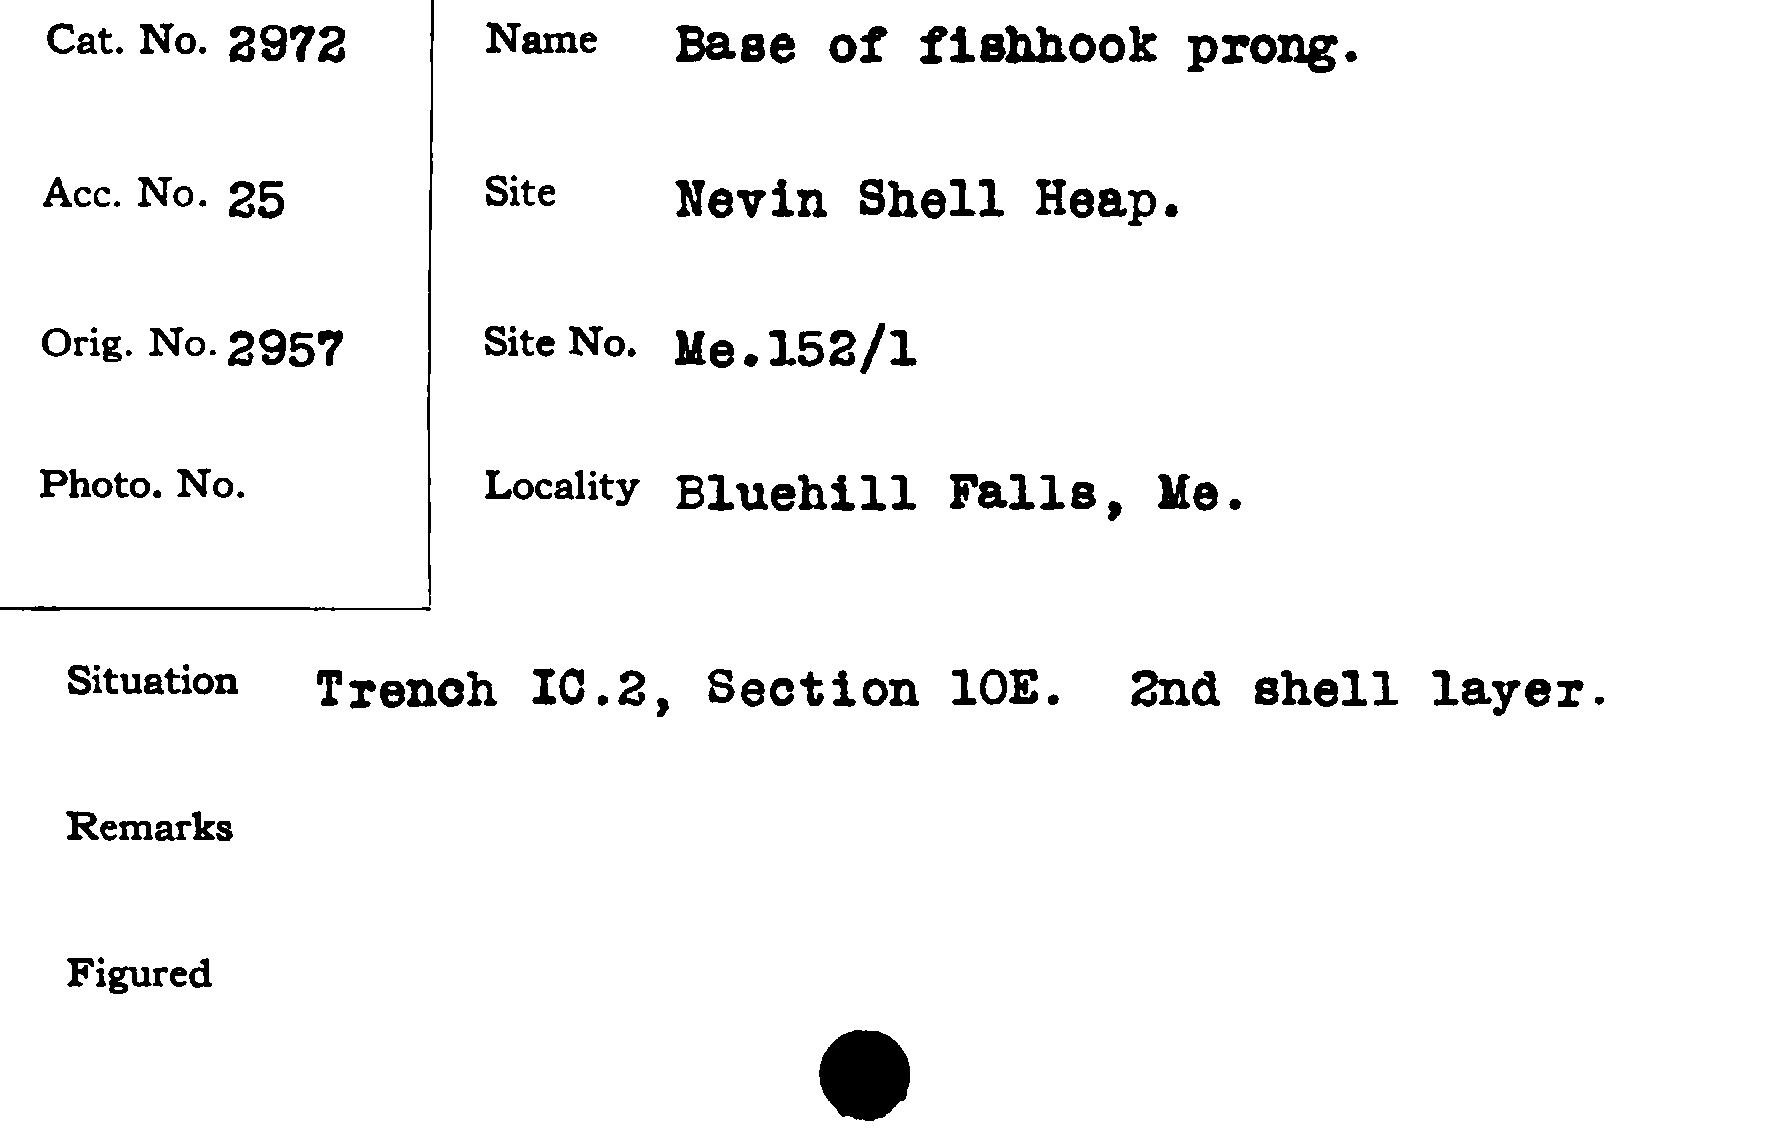 Cat. No. 2972
Name Base of fishhook prong.
Acc. No. 25
Site Nevin Shell Heap.
Orig. No. 2957
Site No. Me.152/1
Photo. No.
Locality Bluehill Falls, Me.
Situation Trench IC.2, Section 10E. 2nd shell layer.
Remarks
Figured